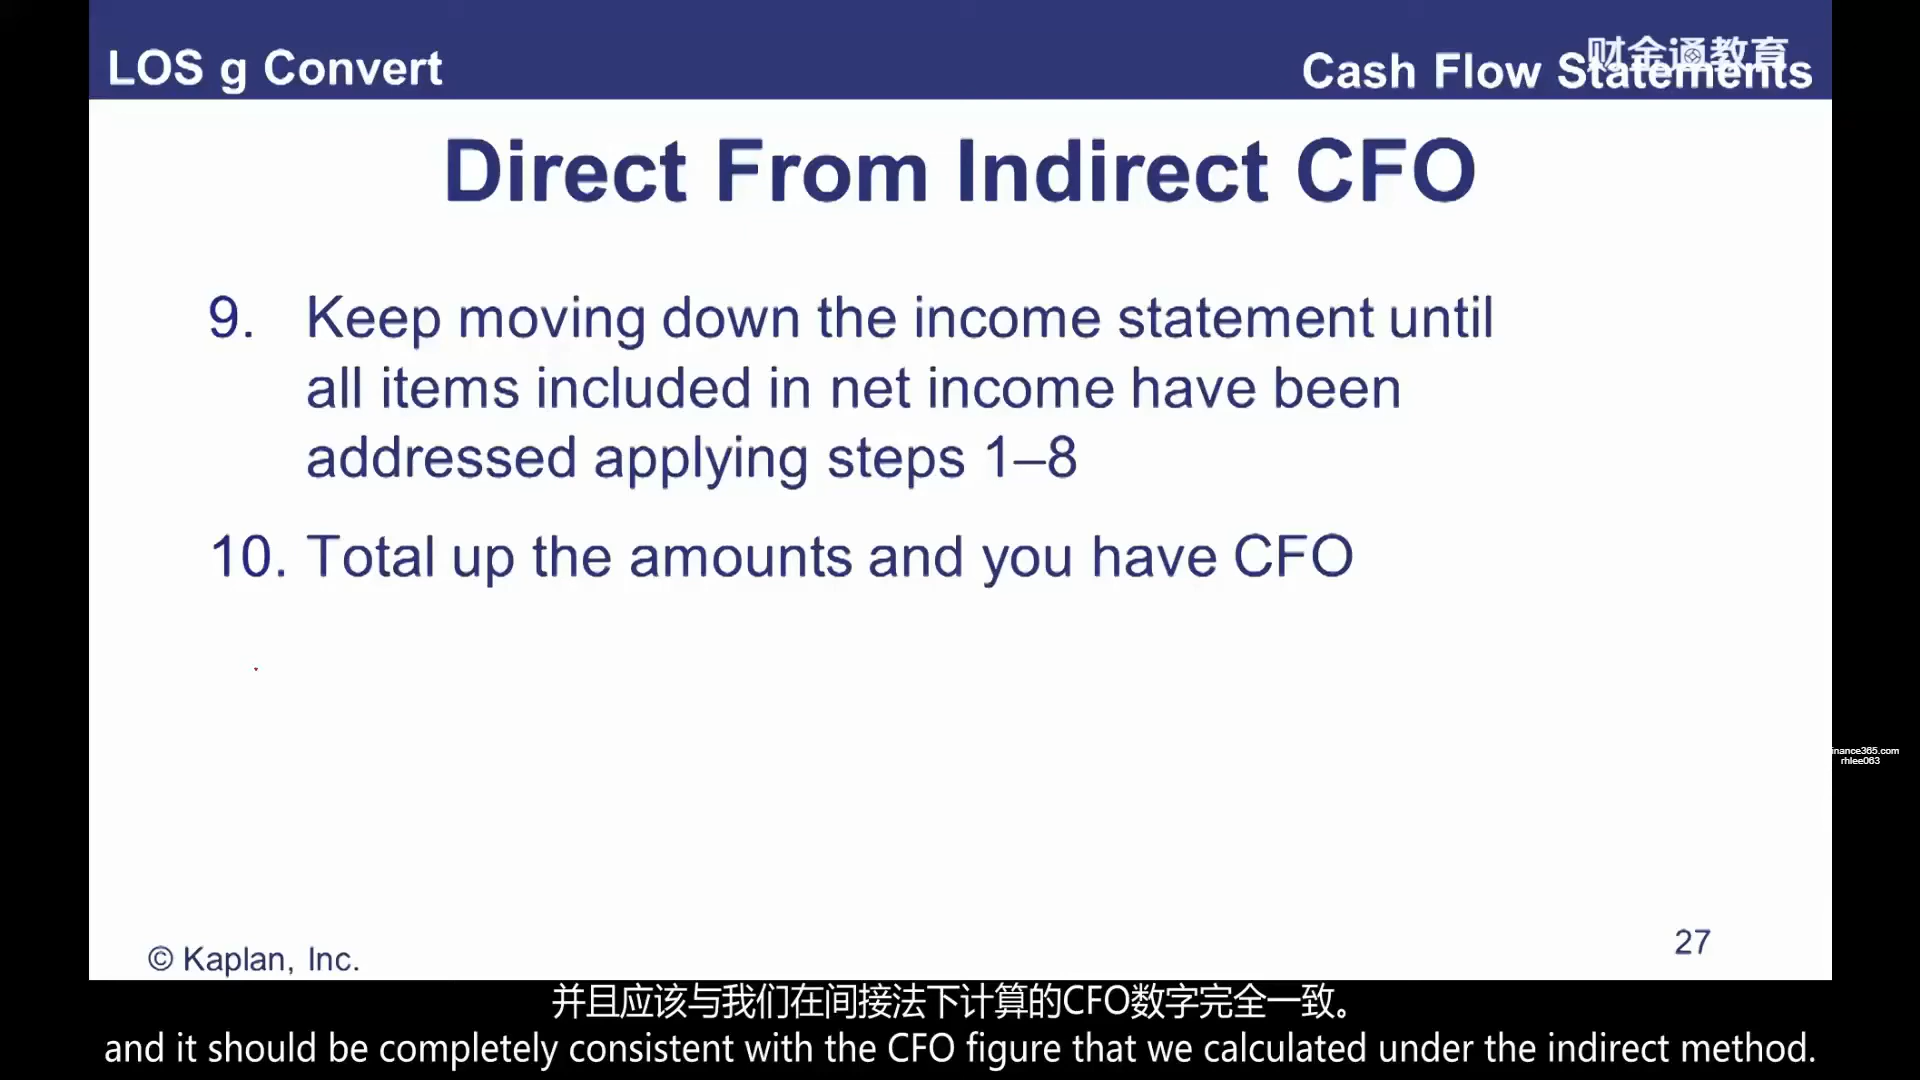 LOS g Convert
Cash Flow Statements
财金通教育
Direct From Indirect CFO
9. Keep moving down the income statement until
all items included in net income have been
addressed applying steps 1–8
10. Total up the amounts and you have CFO
inance365.com
rhlee063
27
© Kaplan, Inc.
并且应该与我们在间接法下计算的CFO数字完全一致。
and it should be completely consistent with the CFO figure that we calculated under the indirect method.